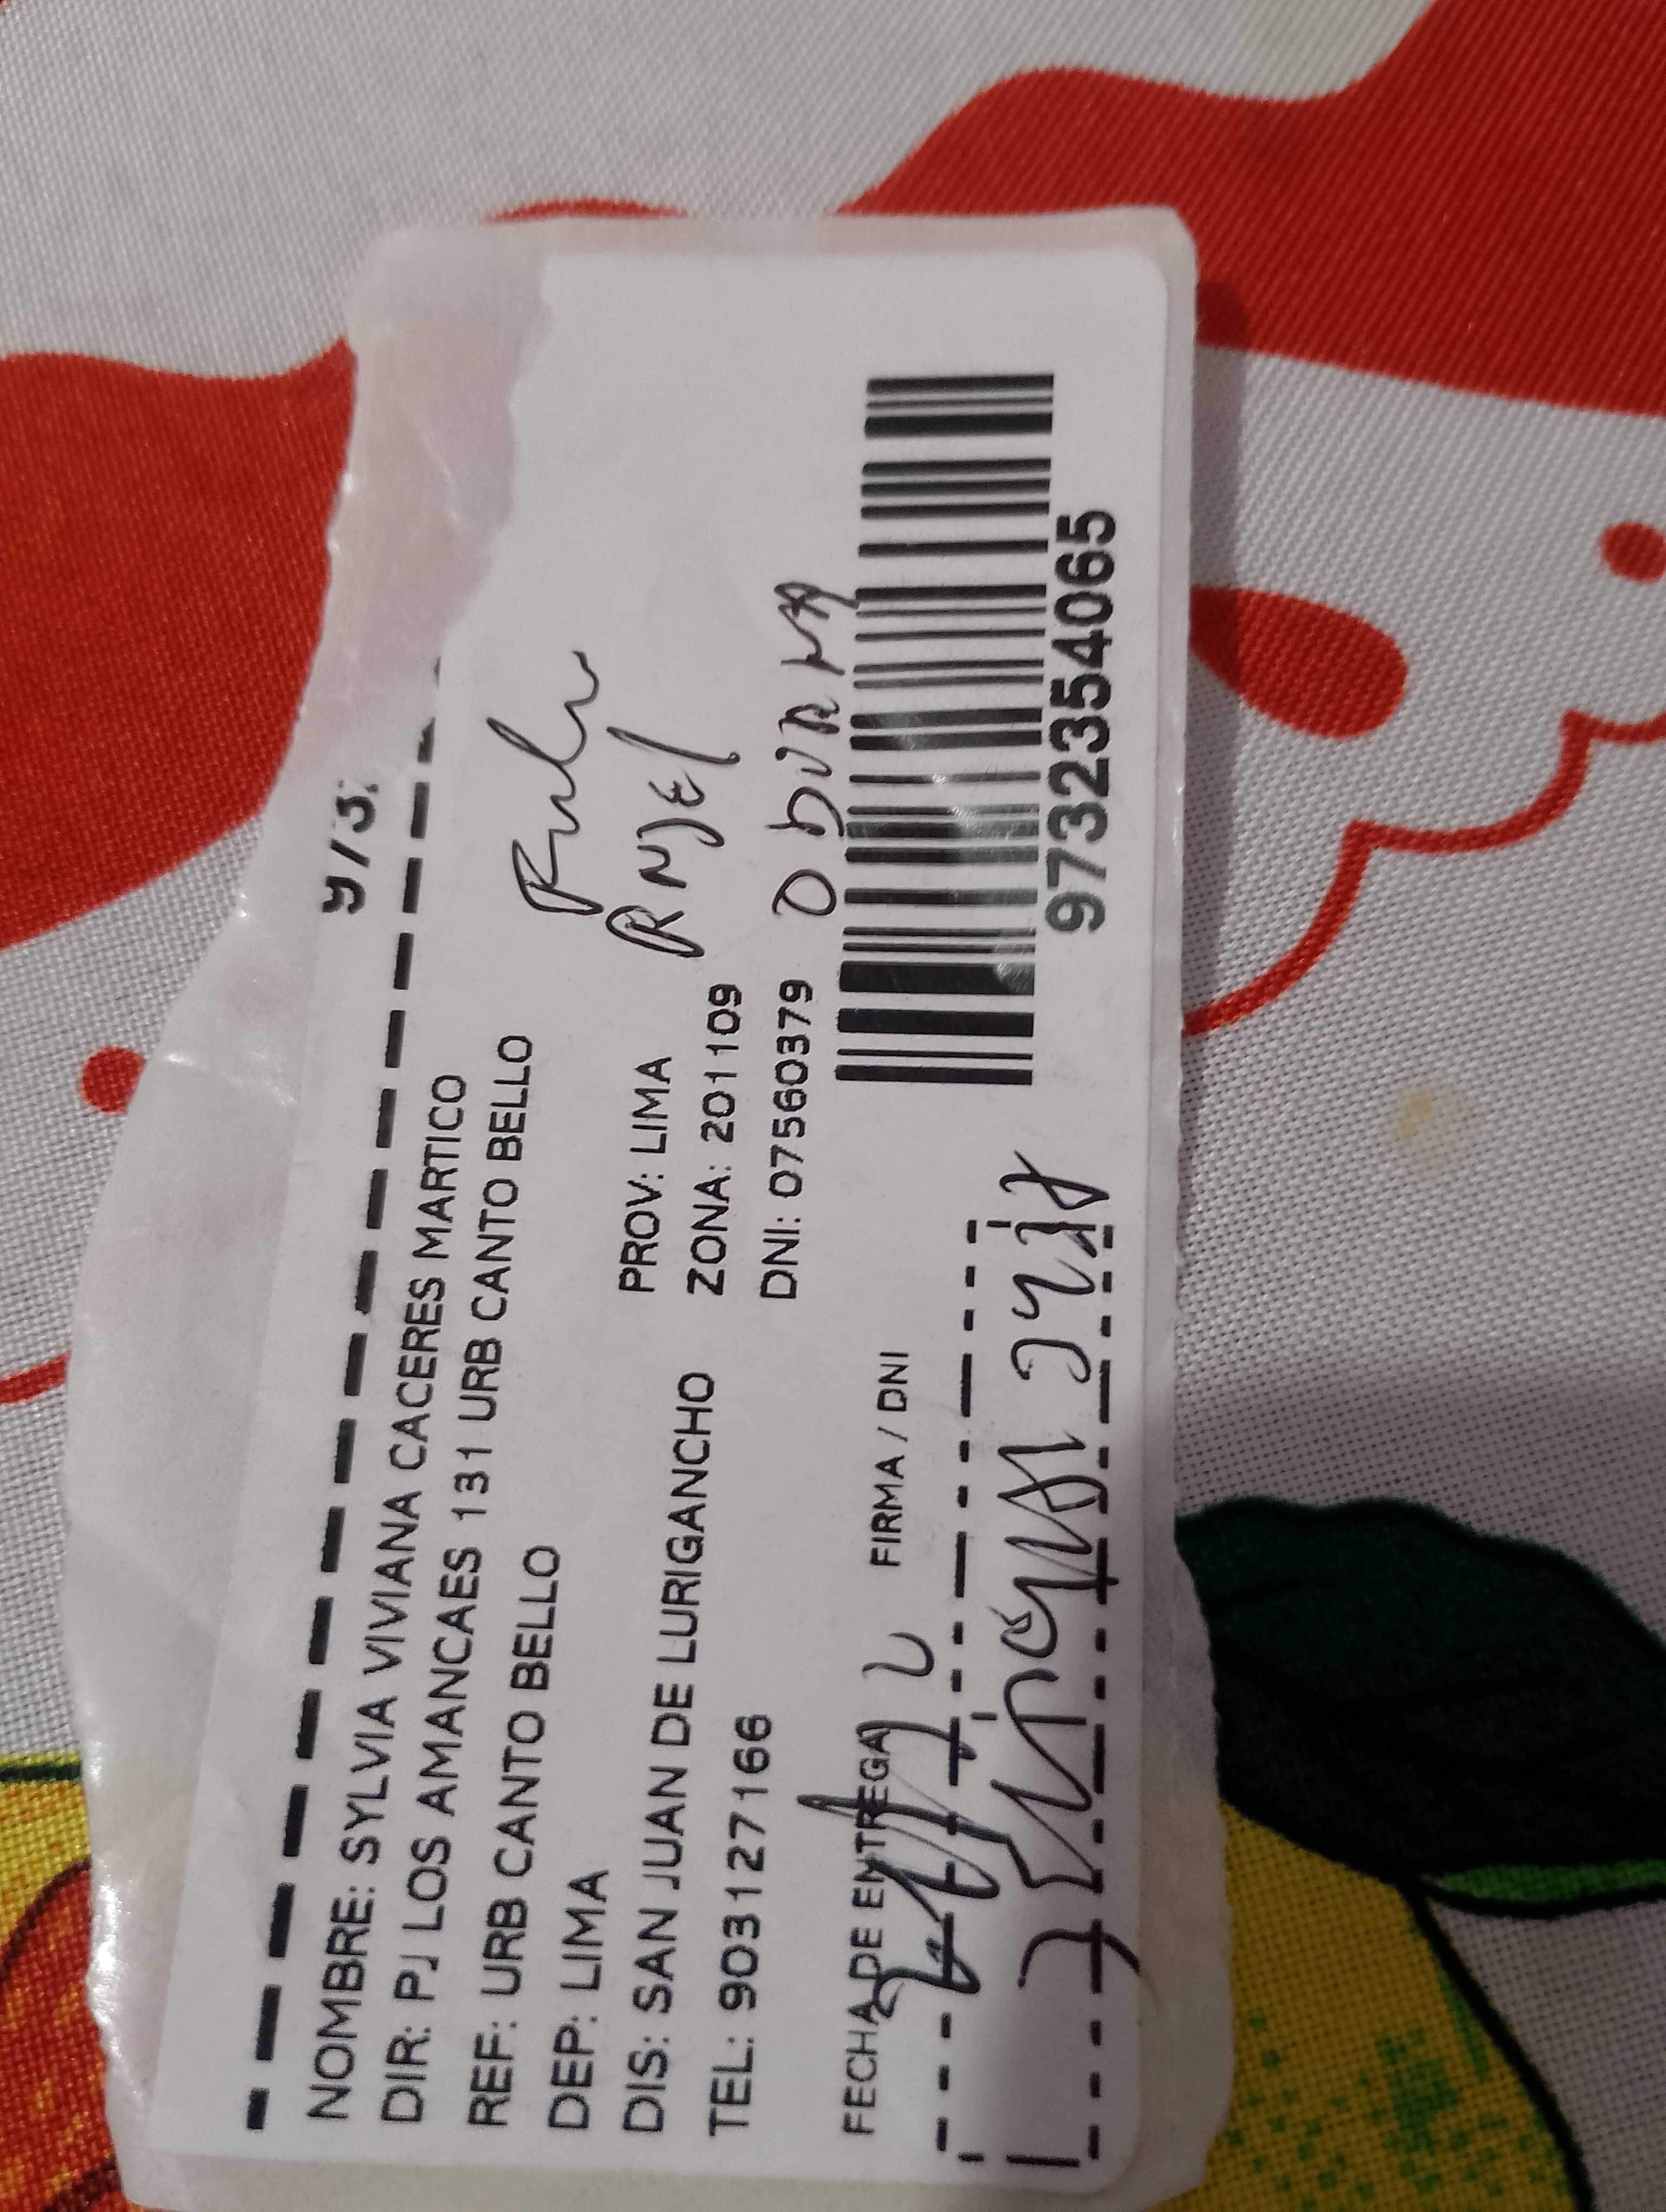 NOMBRE: SYLVIA VIVIANA CACERES MARTICO
DIR: PJ LOS AMANCAES 131 URB CANTO BELLO
REF: URB CANTO BELLO
DEP: LIMA PROV: LIMA
DIS: SAN JUAN DE LURIGANCHO ZONA: 201109
TEL: 903127166 DNI: 07560379
FECHA DE ENTREGA FIRMA / DNI
9732354065